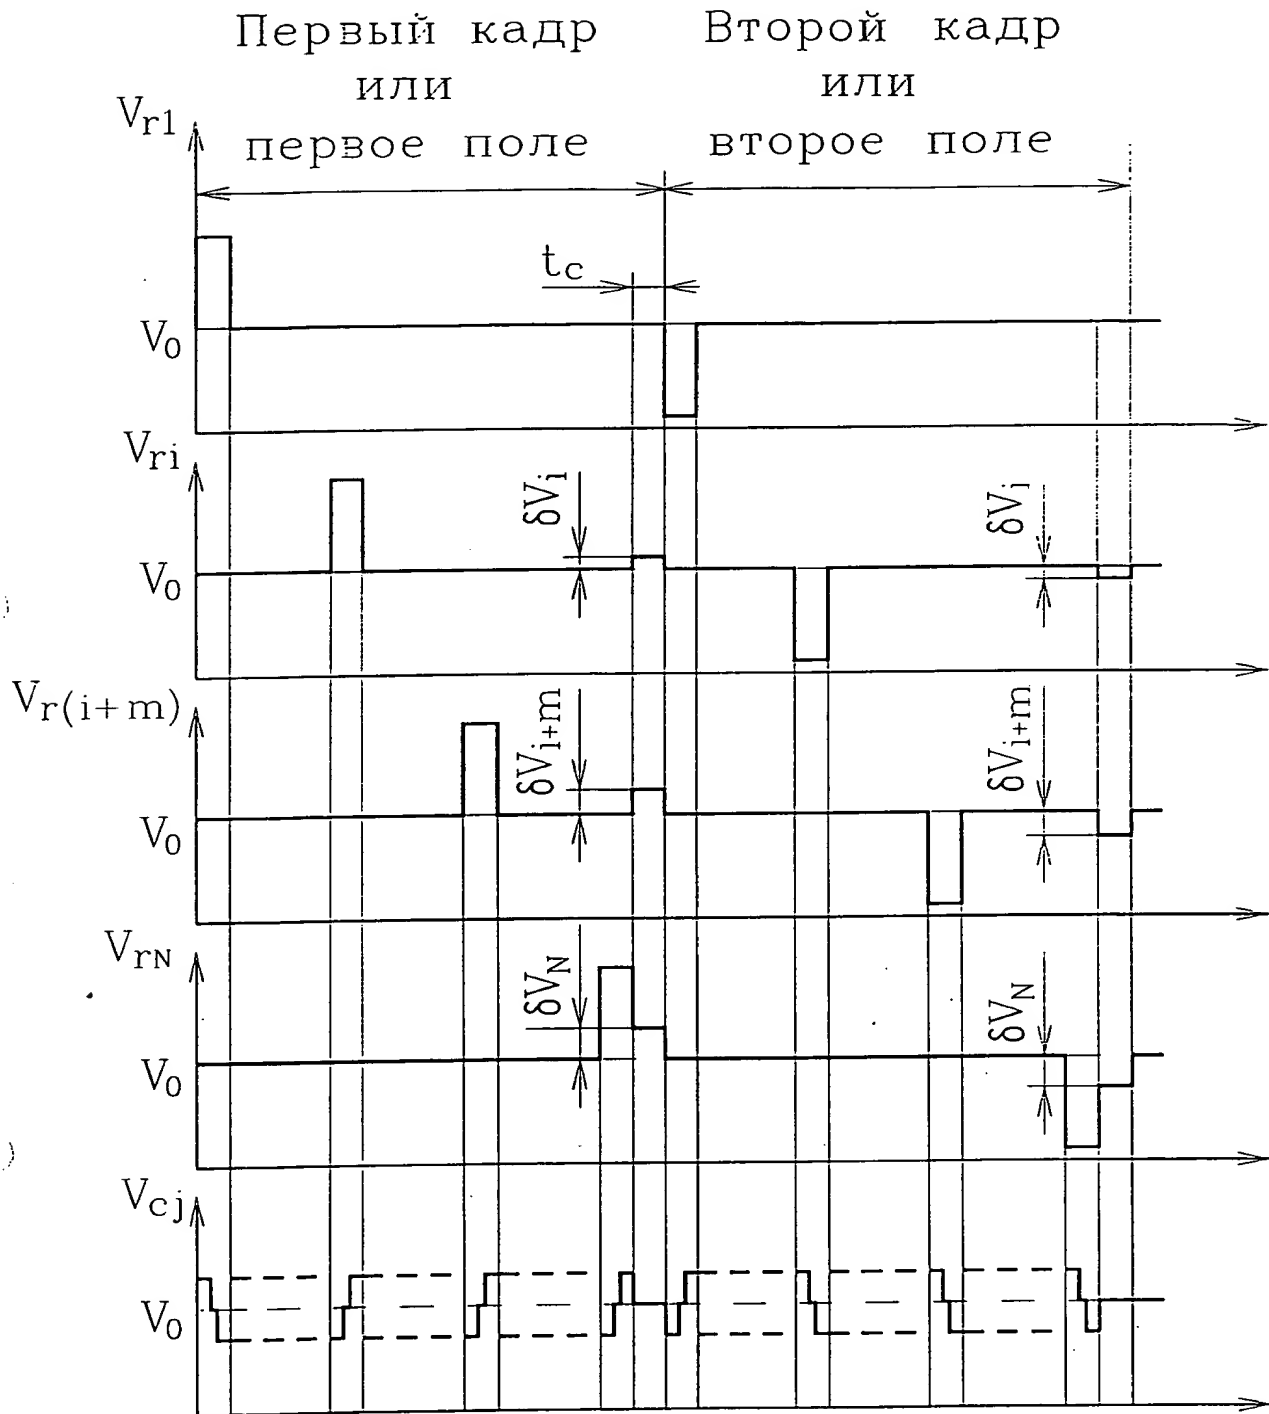 Первый кадр
или
первое поле
Второй кадр
или
второе поле
Vr1
tc
V0
Vri
δVi
δVi
V0
Vr(i+m)
δVi+m
δVi+m
V0
VrN
δVN
δVN
V0
Vcj
V0